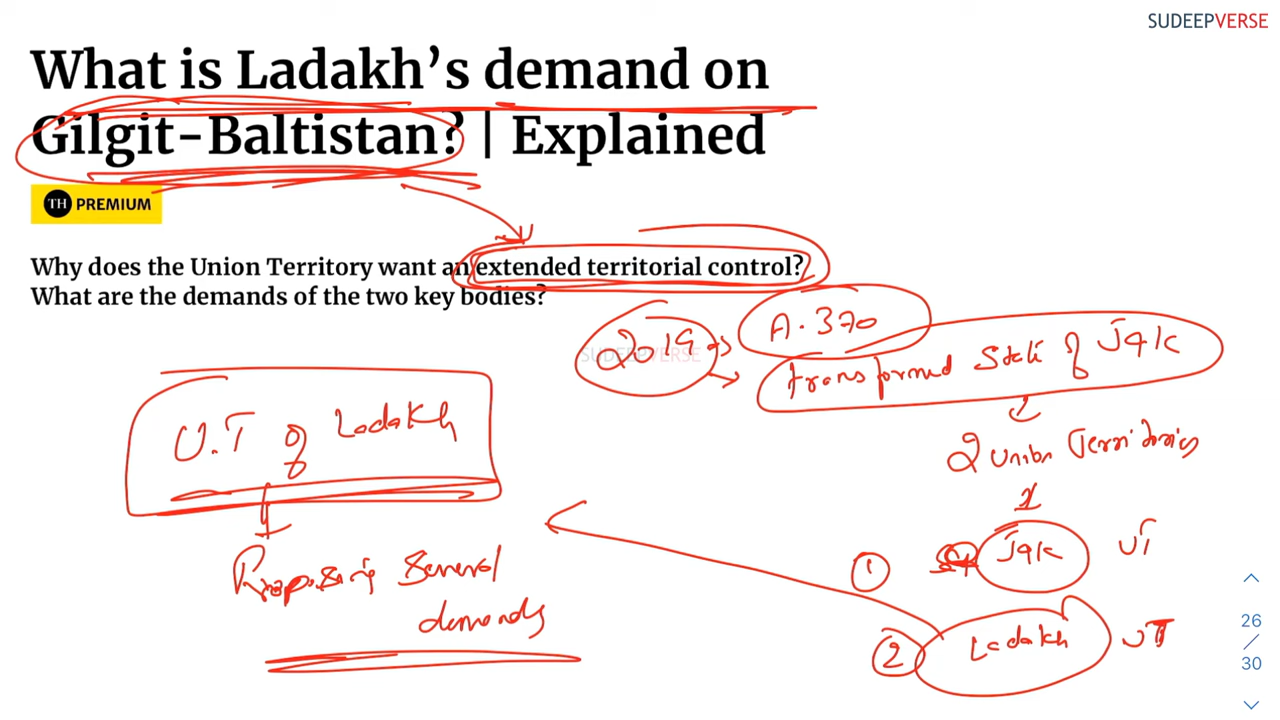 SUDEEPVERSE
What is Ladakh’s demand on
Gilgit-Baltistan? | Explained
TH PREMIUM
Why does the Union Territory want an extended territorial control?
What are the demands of the two key bodies?
2019 → A. 370
SUDEEPVERSE
→ transformed State of J&K
2 Union Territories
U.T of Ladakh
Proposing several
demands
① J&K UT
② Ladakh UT
26
/
30